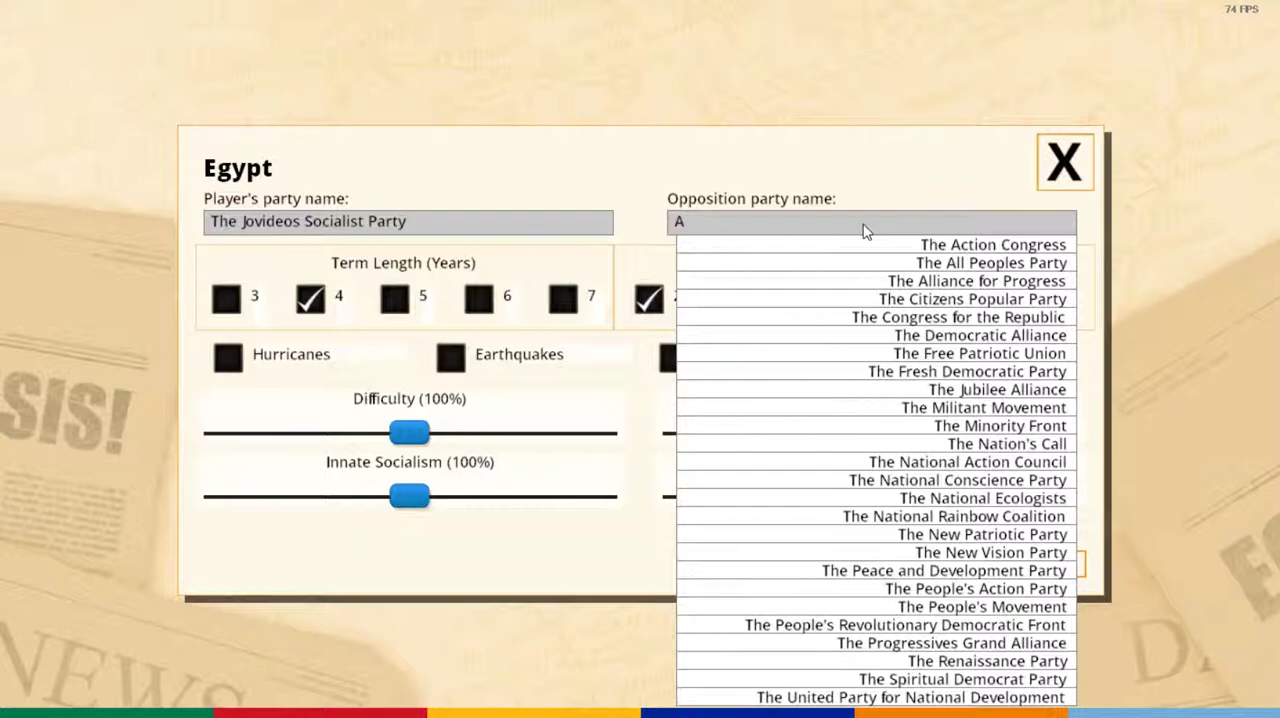 74 FPS
Egypt
X
Player's party name:
Opposition party name:
The Jovideos Socialist Party
A
Term Length (Years)
3
4
5
6
7
Hurricanes
Earthquakes
Difficulty (100%)
Innate Socialism (100%)
The Action Congress
The All Peoples Party
The Alliance for Progress
The Citizens Popular Party
The Congress for the Republic
The Democratic Alliance
The Free Patriotic Union
The Fresh Democratic Party
The Jubilee Alliance
The Militant Movement
The Minority Front
The Nation's Call
The National Action Council
The National Conscience Party
The National Ecologists
The National Rainbow Coalition
The New Patriotic Party
The New Vision Party
The Peace and Development Party
The People's Action Party
The People's Movement
The People's Revolutionary Democratic Front
The Progressives Grand Alliance
The Renaissance Party
The Spiritual Democrat Party
The United Party for National Development
SIS!
NEWS